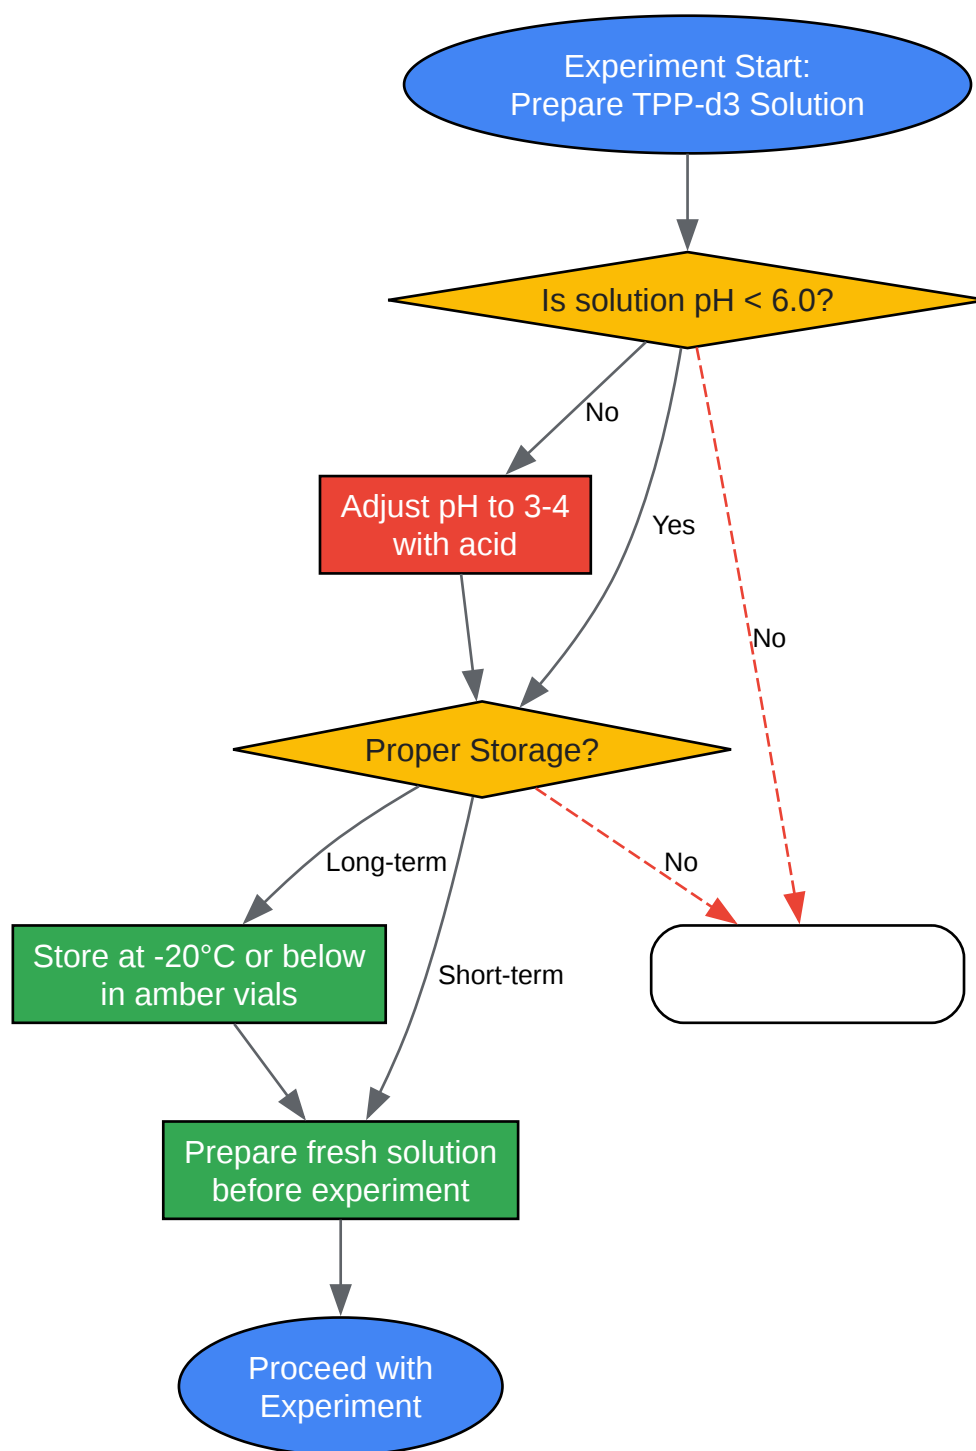 Experiment Start:
Prepare TPP-d3 Solution
Is solution pH < 6.0?
No
Adjust pH to 3-4
with acid
Yes
No
Proper Storage?
Long-term
No
Store at -20°C or below
in amber vials
Short-term
Prepare fresh solution
before experiment
Proceed with
Experiment